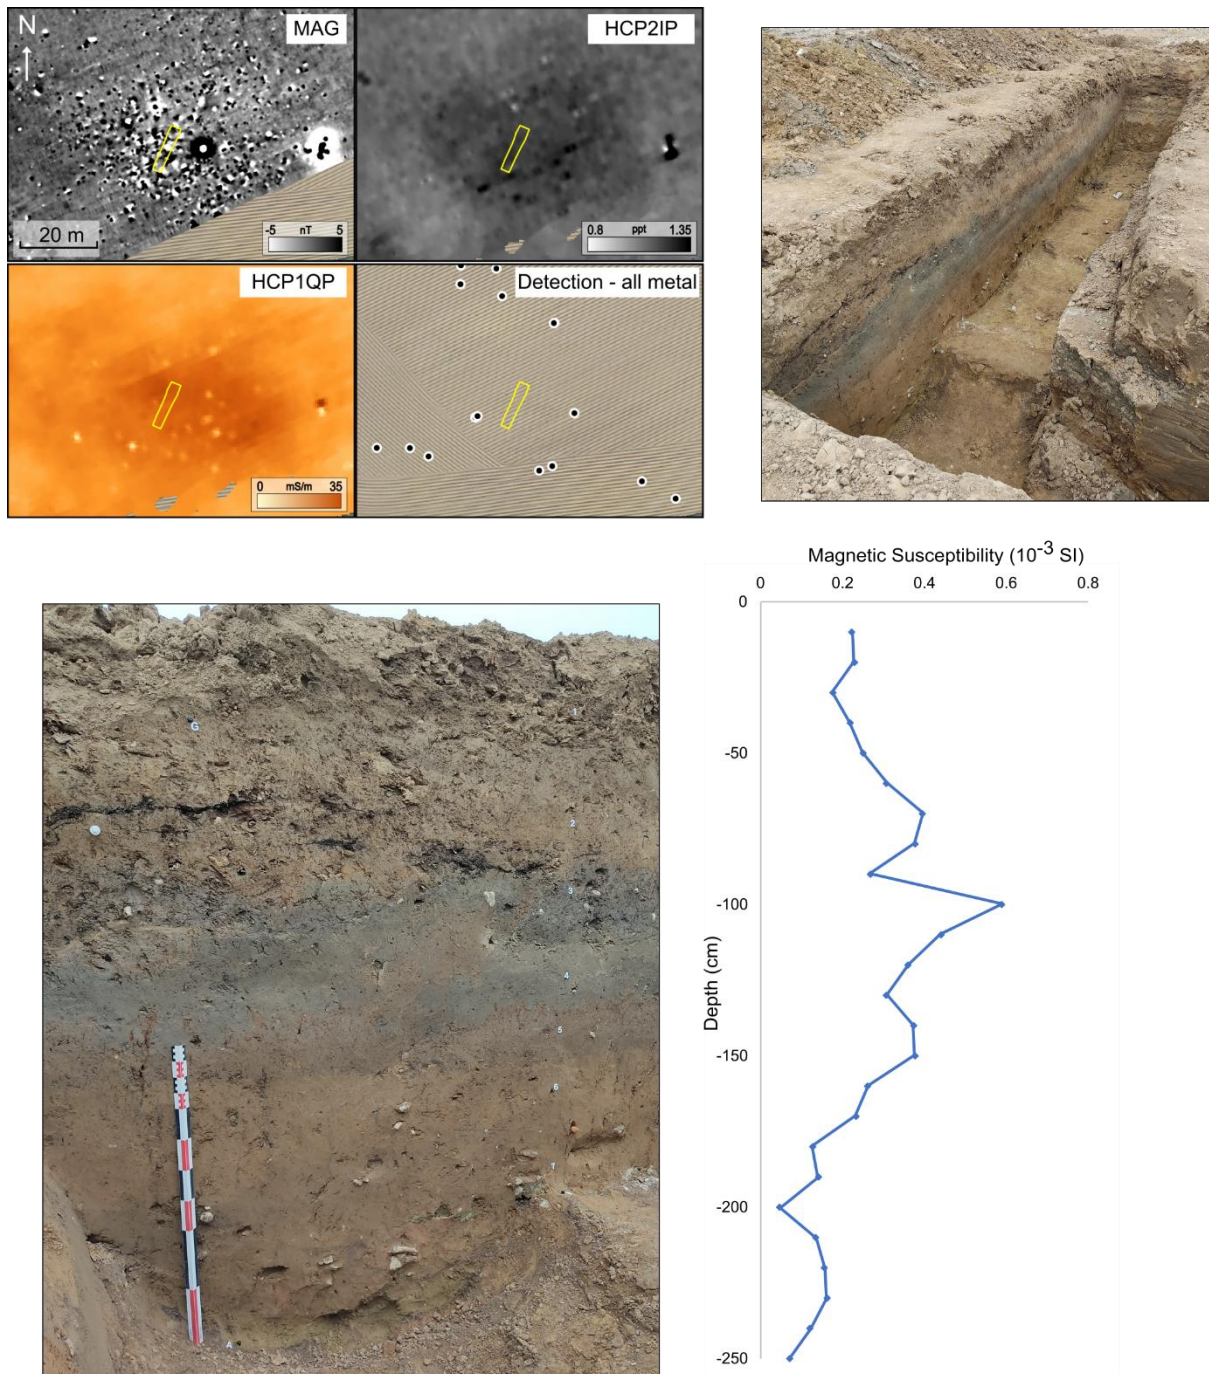 N
MAG
20 m
-5 nT 5
HCP2IP
0.8 ppt 1.35
HCP1QP
0 mS/m 35
Detection - all metal
G
1
2
3
4
5
6
7
A
Magnetic Susceptibility (10-3 SI)
0 0.2 0.4 0.6 0.8
0
-50
-100
-150
-200
-250
Depth (cm)